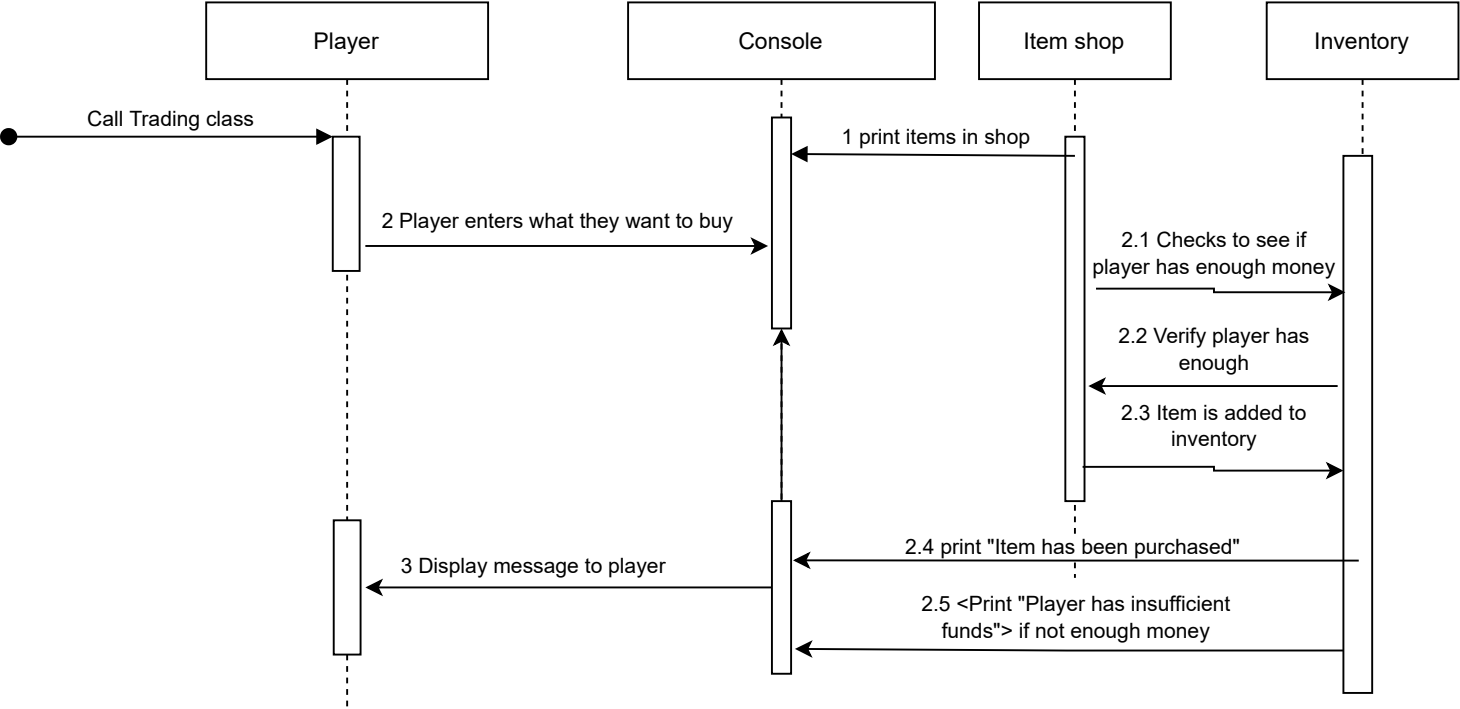 Player
Console
Item shop
Inventory
Call Trading class
1 print items in shop
2 Player enters what they want to buy
2.1 Checks to see if
player has enough money
2.2 Verify player has
enough
2.3 Item is added to
inventory
2.4 print "Item has been purchased"
3 Display message to player
2.5 <Print "Player has insufficient
funds"> if not enough money